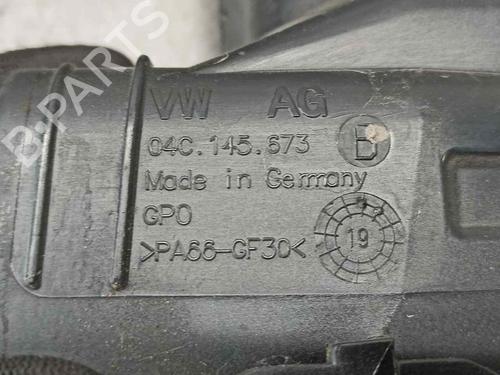 B-PARTS
VW AG
04C.145.673 B
Made in Germany
GPO
>PA66-GF30<
19